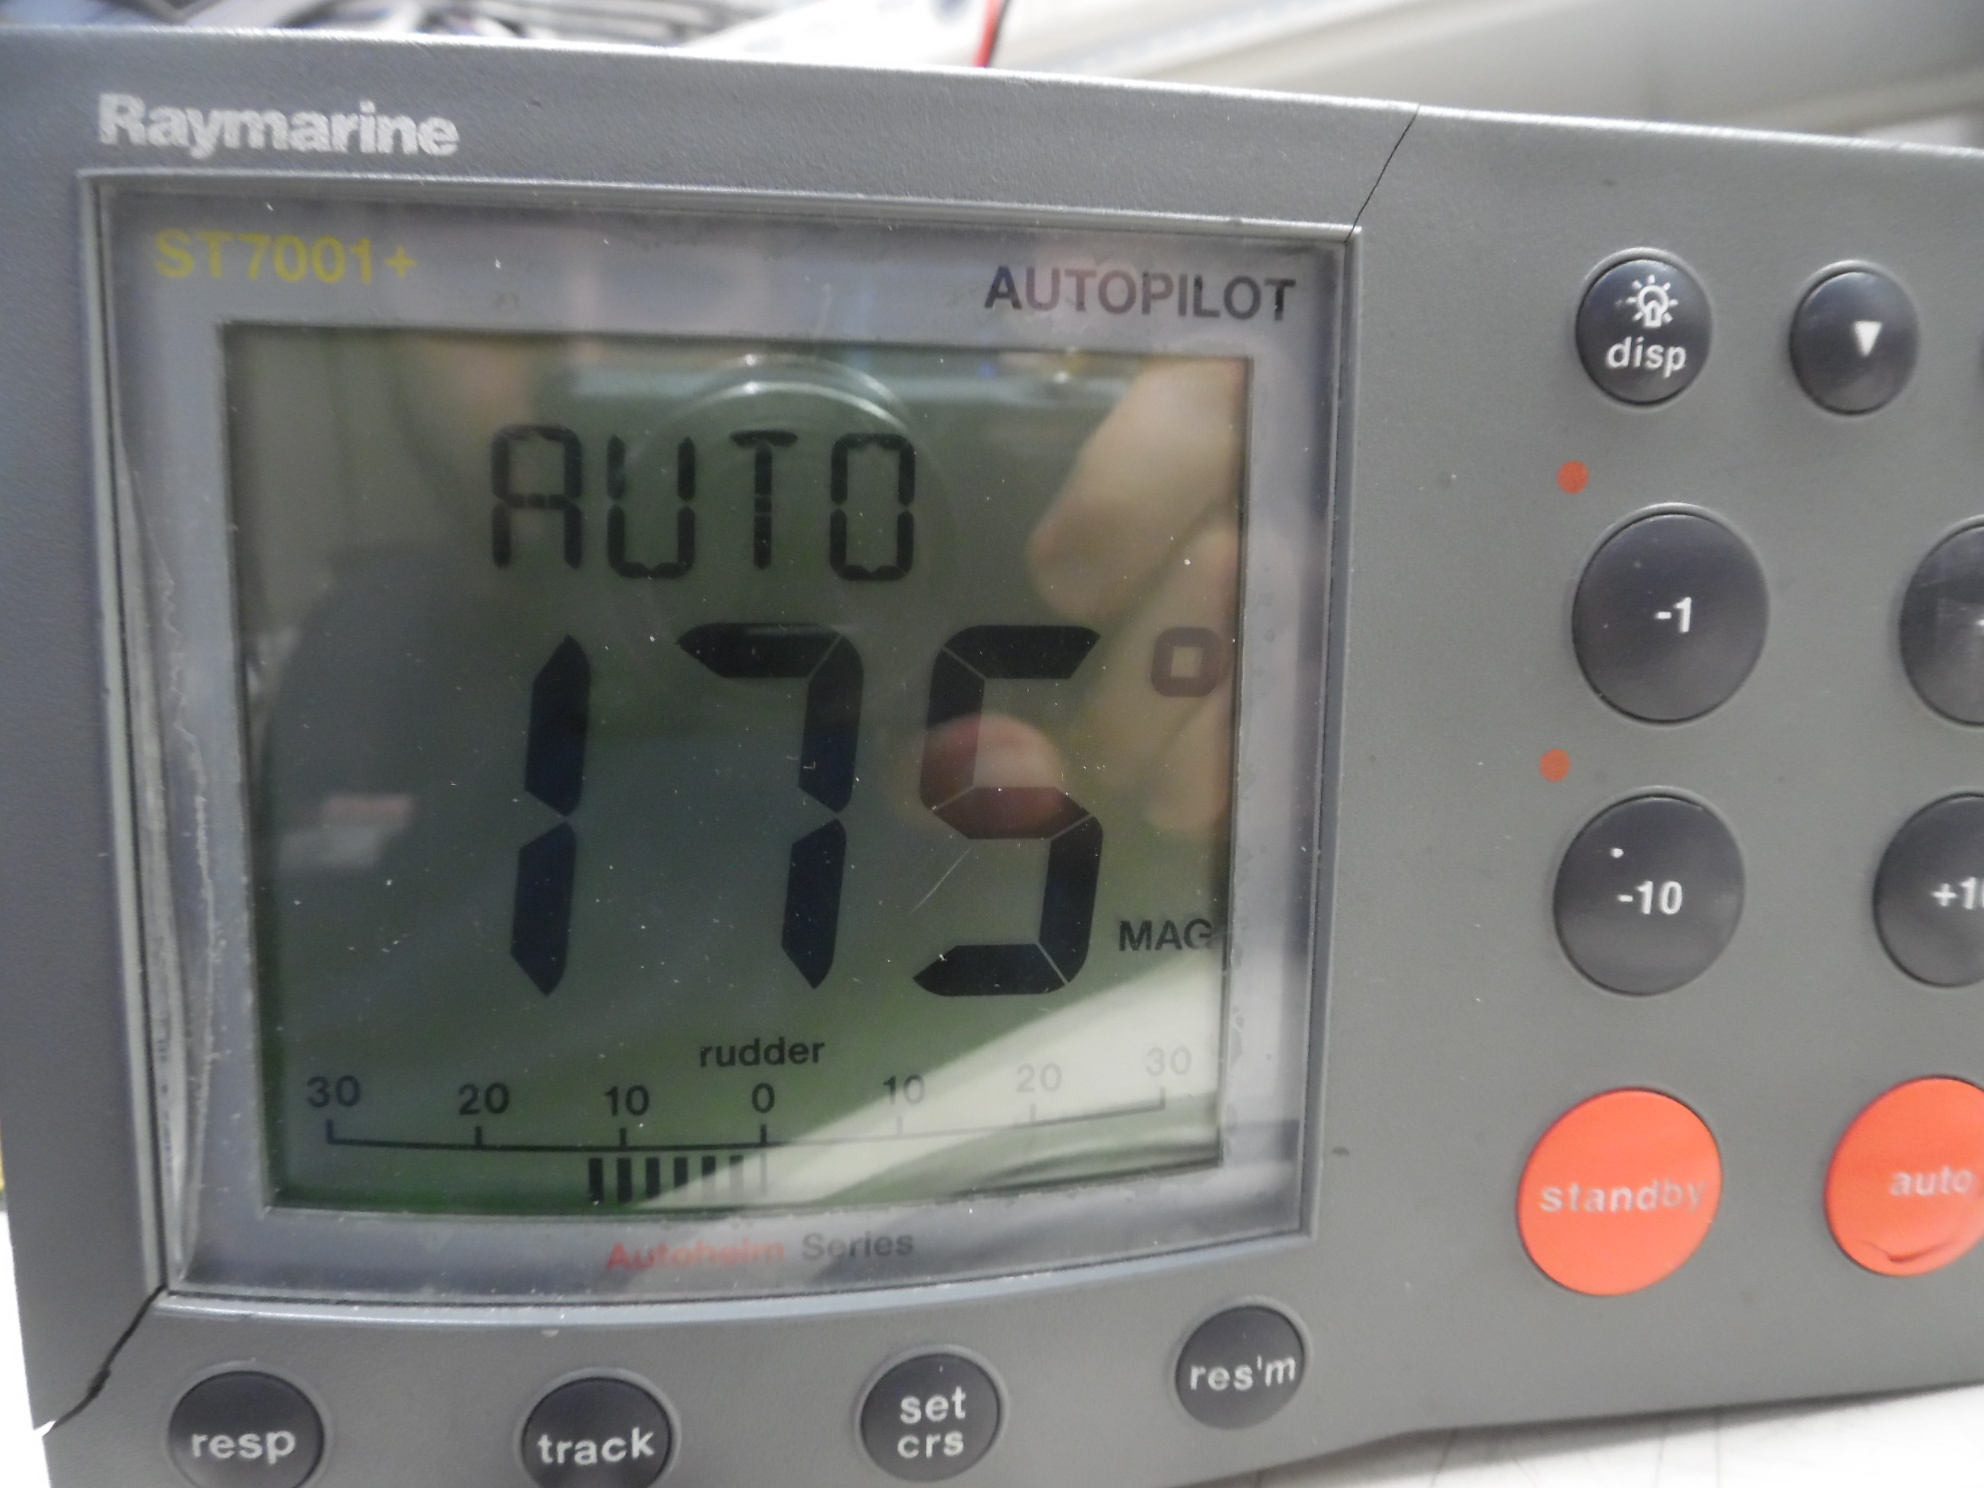 Raymarine
ST7001+
AUTOPILOT
disp
AUTO
175°
MAG
-1
-10
rudder
30 20 10 0 10 20 30
standby
auto
Autohelm Series
resp
track
set
crs
res'm